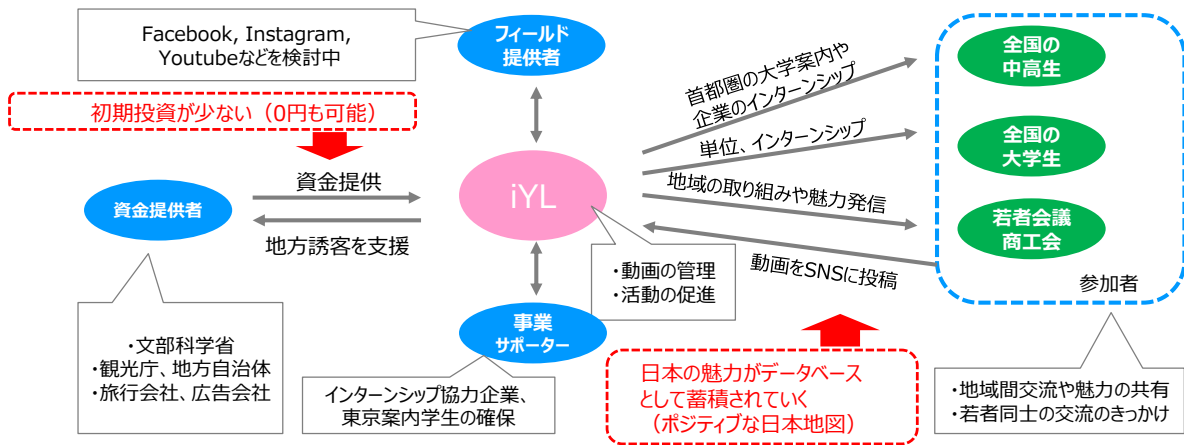 Facebook, Instagram,
Youtubeなどを検討中
フィールド
提供者
初期投資が少ない（0円も可能）
資金提供者
資金提供
地方誘客を支援
iYL
・動画の管理
・活動の促進
事業
サポーター
・文部科学省
・観光庁、地方自治体
・旅行会社、広告会社
インターンシップ協力企業、
東京案内学生の確保
首都圏の大学案内や
企業のインターンシップ
単位、インターンシップ
地域の取り組みや魅力発信
動画をSNSに投稿
全国の
中高生
全国の
大学生
若者会議
商工会
参加者
日本の魅力がデータベース
として蓄積されていく
（ポジティブな日本地図）
・地域間交流や魅力の共有
・若者同士の交流のきっかけ